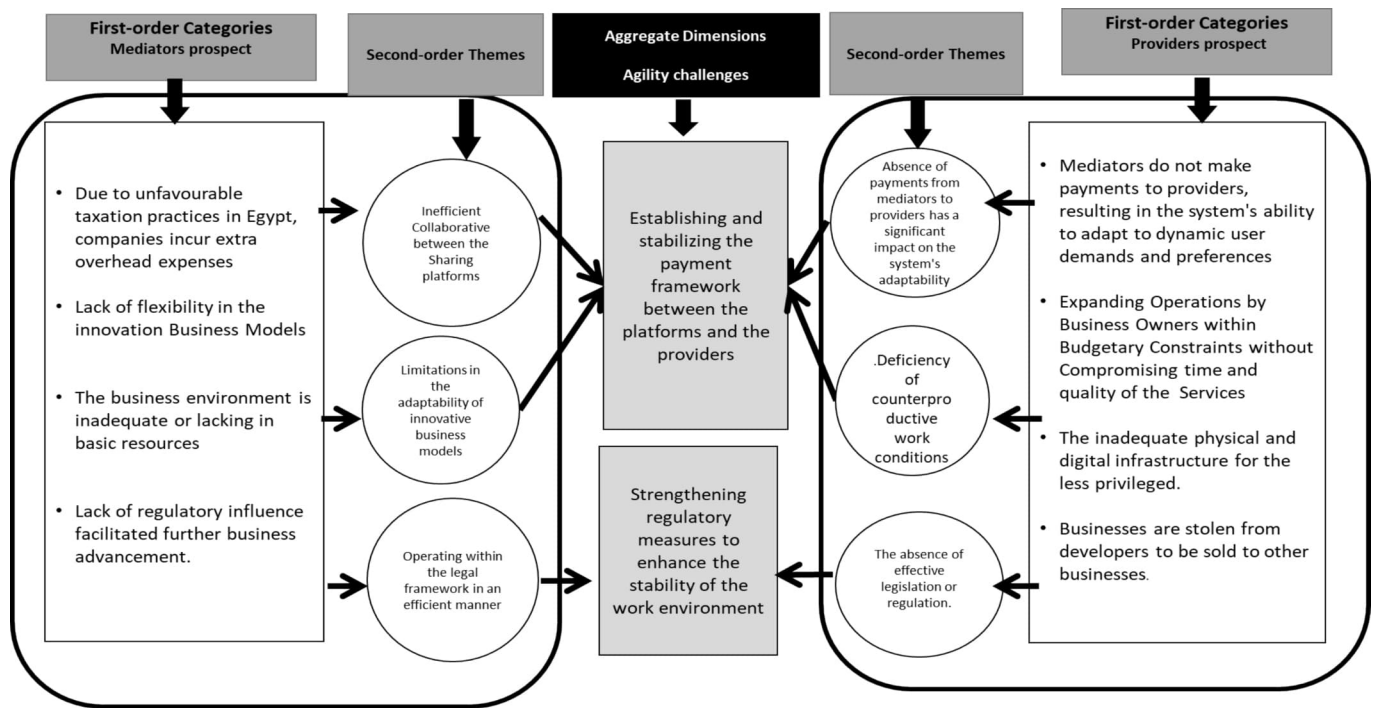 First-order Categories
Mediators prospect
Second-order Themes
Aggregate Dimensions
Agility challenges
Second-order Themes
First-order Categories
Providers prospect
• Due to unfavourable
taxation practices in Egypt,
companies incur extra
overhead expenses
• Lack of flexibility in the
innovation Business Models
• The business environment is
inadequate or lacking in
basic resources
• Lack of regulatory influence
facilitated further business
advancement.
Inefficient
Collaborative
between the
Sharing
platforms
Limitations in
the
adaptability of
innovative
business
models
Operating within
the legal
framework in an
efficient manner
Establishing and
stabilizing the
payment
framework
between the
platforms and the
providers
Strengthening
regulatory
measures to
enhance the
stability of the
work environment
Absence of
payments from
mediators to
providers has a
significant
impact on the
system's
adaptability
.Deficiency of
counterpro
ductive
work
conditions
The absence of
effective
legislation or
regulation.
• Mediators do not make
payments to providers,
resulting in the system's ability
to adapt to dynamic user
demands and preferences
• Expanding Operations by
Business Owners within
Budgetary Constraints without
Compromising time and
quality of the Services
• The inadequate physical and
digital infrastructure for the
less privileged.
• Businesses are stolen from
developers to be sold to other
businesses.